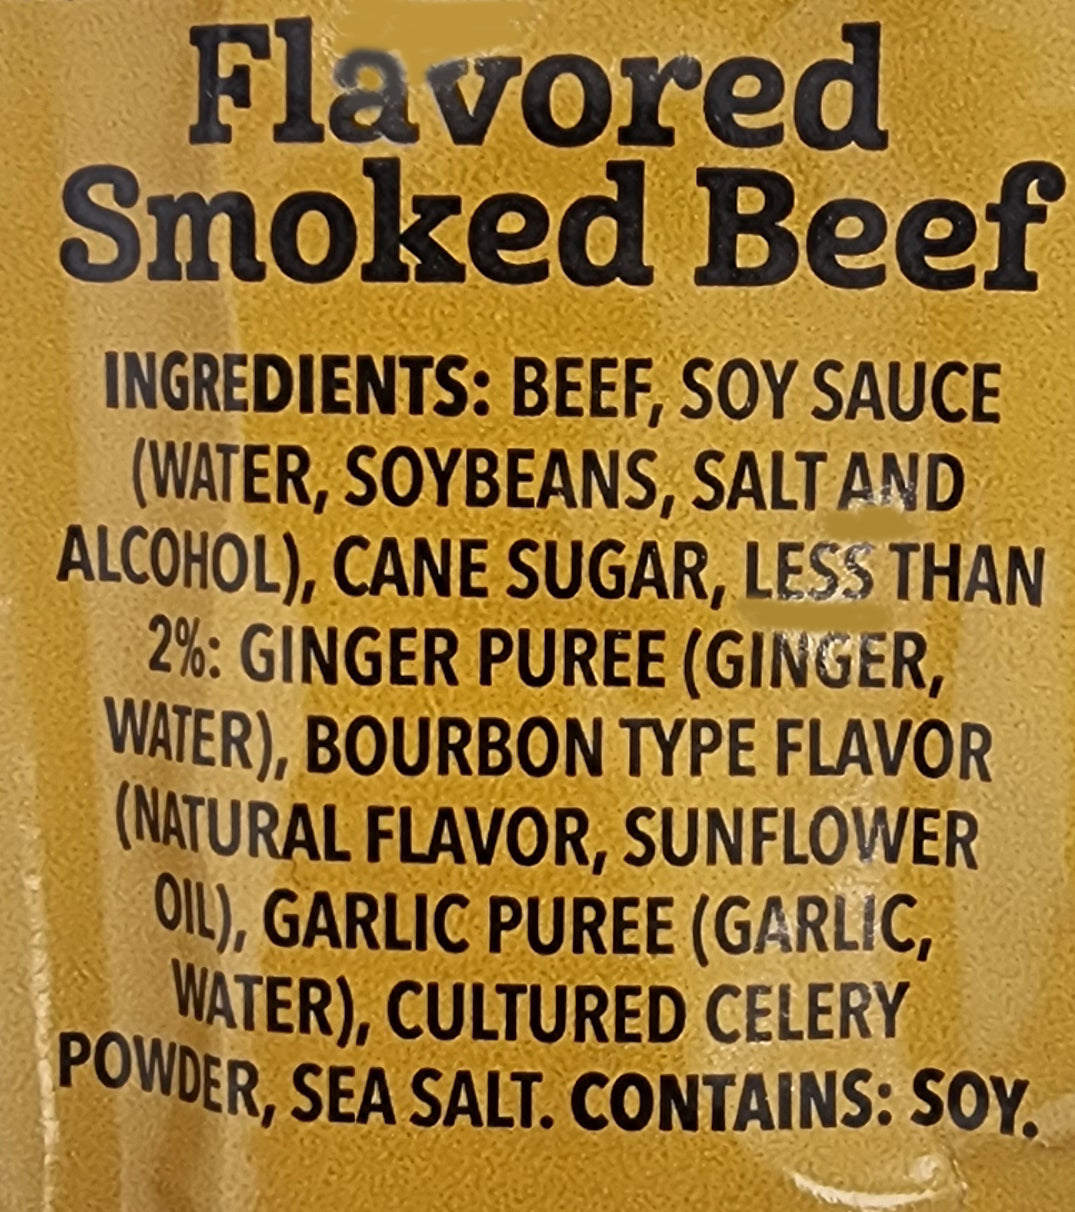 Flavored
Smoked Beef
INGREDIENTS: BEEF, SOY SAUCE
(WATER, SOYBEANS, SALT AND
ALCOHOL), CANE SUGAR, LESS THAN
2%: GINGER PUREE (GINGER,
WATER), BOURBON TYPE FLAVOR
(NATURAL FLAVOR, SUNFLOWER
OIL), GARLIC PUREE (GARLIC,
WATER), CULTURED CELERY
POWDER, SEA SALT. CONTAINS: SOY.